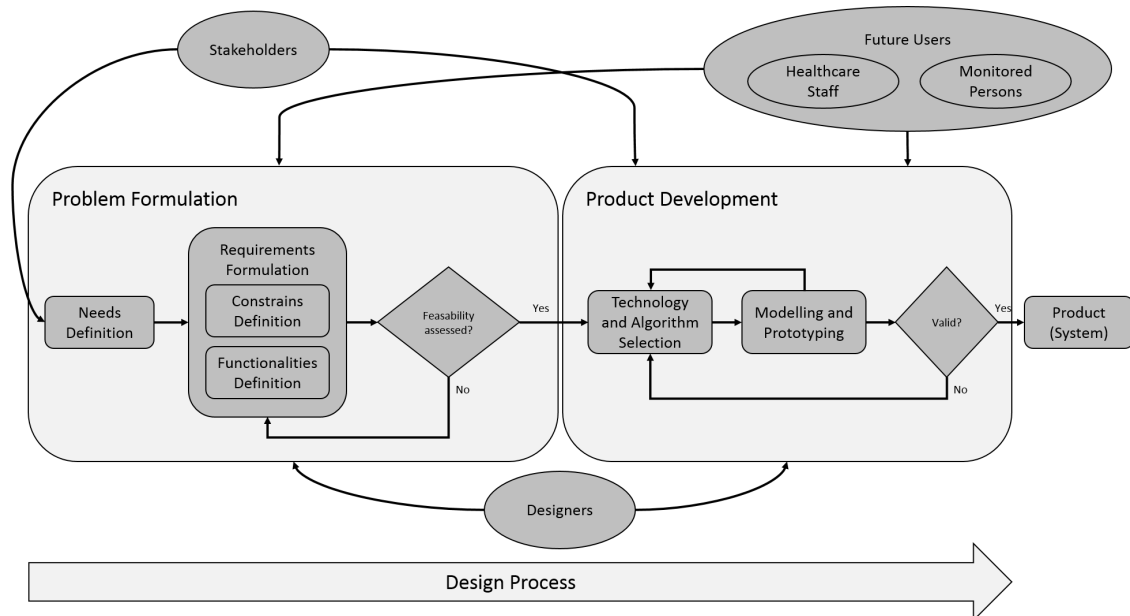 Stakeholders
Future Users
Healthcare
Staff
Monitored
Persons
Problem Formulation
Product Development
Requirements
Formulation
Constrains
Definition
Functionalities
Definition
Needs
Definition
Feasability
assessed?
Yes
No
Technology
and Algorithm
Selection
Modelling and
Prototyping
Valid?
Yes
No
Product
(System)
Designers
Design Process